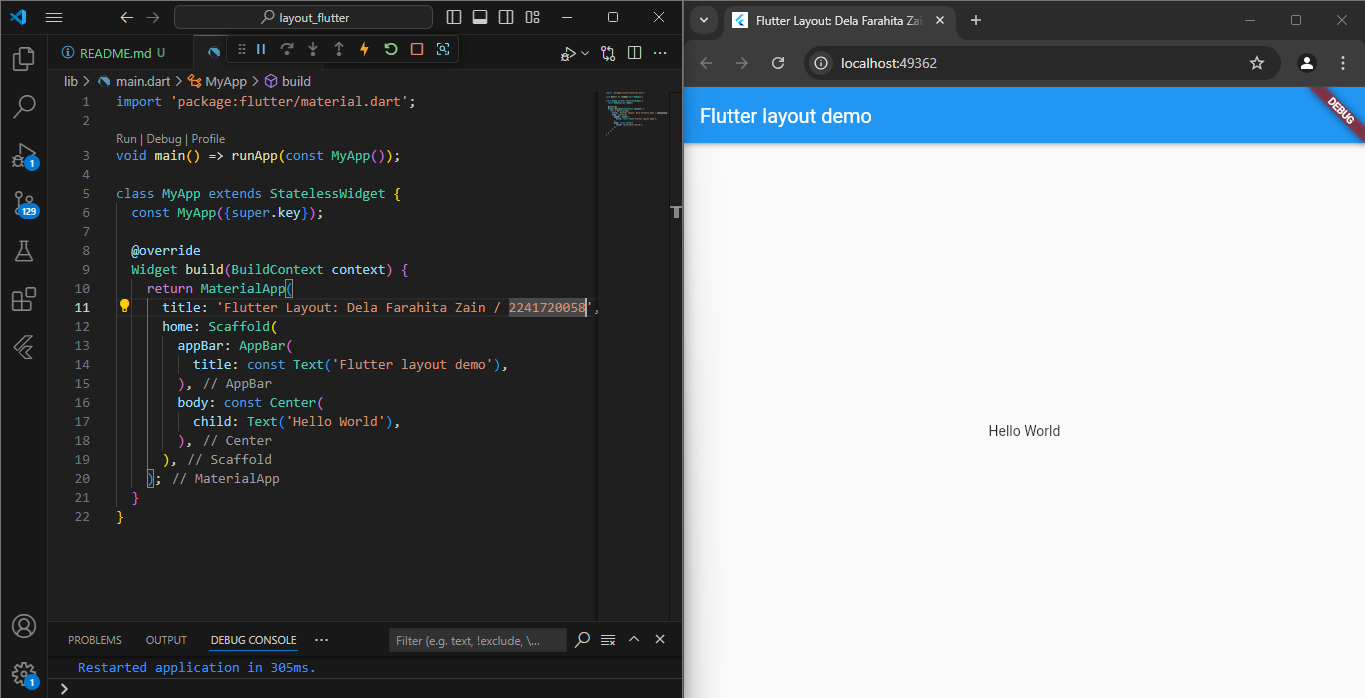 layout_flutter
README.md U
lib > main.dart > MyApp > build
1 import 'package:flutter/material.dart';
2
Run | Debug | Profile
3 void main() => runApp(const MyApp());
4
5 class MyApp extends StatelessWidget {
6 const MyApp({super.key});
7
8 @override
9 Widget build(BuildContext context) {
10 return MaterialApp(
11 title: 'Flutter Layout: Dela Farahita Zain / 2241720058',
12 home: Scaffold(
13 appBar: AppBar(
14 title: const Text('Flutter layout demo'),
15 ), // AppBar
16 body: const Center(
17 child: Text('Hello World'),
18 ), // Center
19 ), // Scaffold
20 ); // MaterialApp
21 }
22 }
1
129
1
PROBLEMS OUTPUT DEBUG CONSOLE ···
Filter (e.g. text, !exclude, \...
Restarted application in 305ms.
>
Flutter Layout: Dela Farahita Zai
localhost:49362
Flutter layout demo
DEBUG
Hello World